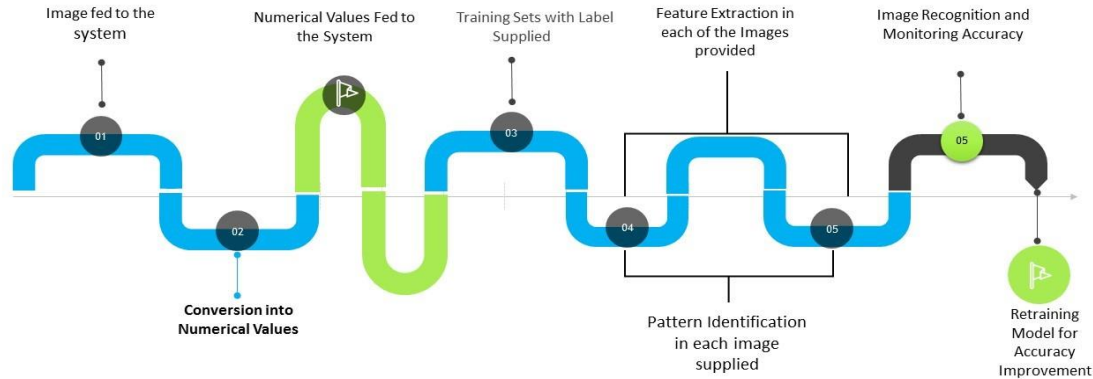 Image fed to the
system
01
02
Conversion into
Numerical Values
Numerical Values Fed to
the System
Training Sets with Label
Supplied
03
Feature Extraction in
each of the Images
provided
04
05
Pattern Identification
in each image
supplied
Image Recognition and
Monitoring Accuracy
05
Retraining
Model for
Accuracy
Improvement